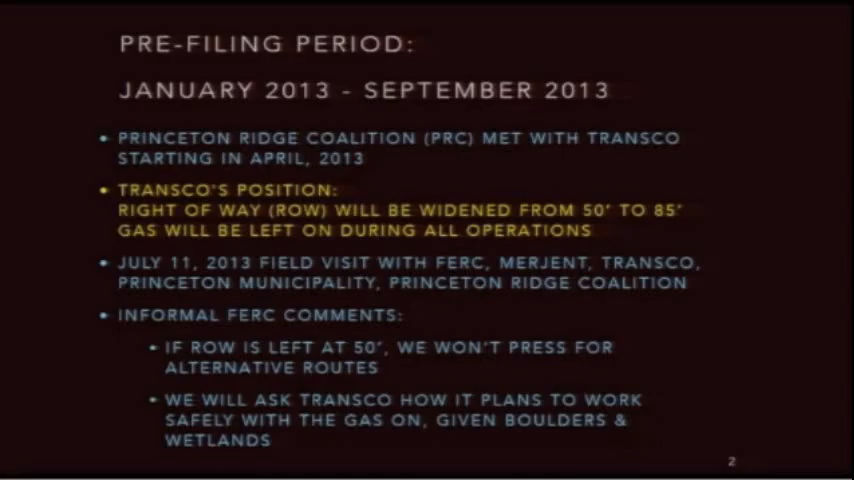 PRE-FILING PERIOD:
JANUARY 2013 - SEPTEMBER 2013
• PRINCETON RIDGE COALITION (PRC) MET WITH TRANSCO
STARTING IN APRIL, 2013
• TRANSCO'S POSITION:
RIGHT OF WAY (ROW) WILL BE WIDENED FROM 50' TO 85'
GAS WILL BE LEFT ON DURING ALL OPERATIONS
• JULY 11, 2013 FIELD VISIT WITH FERC, MERJENT, TRANSCO,
PRINCETON MUNICIPALITY, PRINCETON RIDGE COALITION
• INFORMAL FERC COMMENTS:
• IF ROW IS LEFT AT 50', WE WON'T PRESS FOR
ALTERNATIVE ROUTES
• WE WILL ASK TRANSCO HOW IT PLANS TO WORK
SAFELY WITH THE GAS ON, GIVEN BOULDERS &
WETLANDS
2